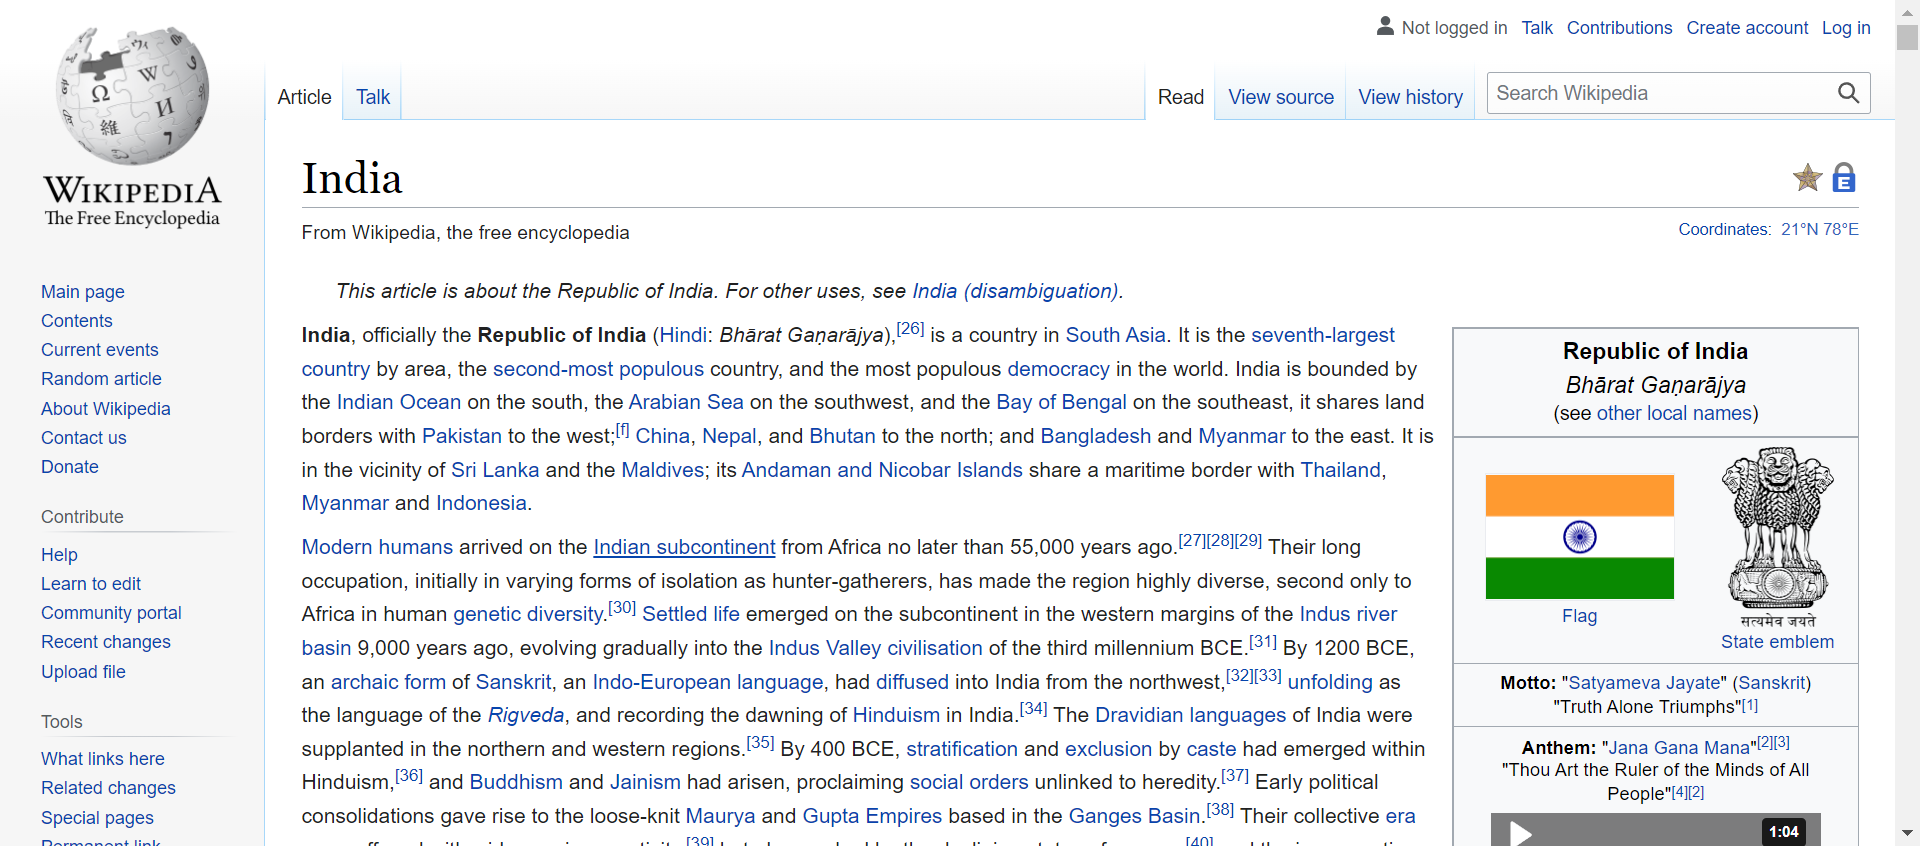 Not logged in Talk Contributions Create account Log in
Article Talk Read View source View history Search Wikipedia
Ω W И 維 7
WIKIPEDIA
The Free Encyclopedia
Main page
Contents
Current events
Random article
About Wikipedia
Contact us
Donate
Contribute
Help
Learn to edit
Community portal
Recent changes
Upload file
Tools
What links here
Related changes
Special pages
Permanent link
India
E
From Wikipedia, the free encyclopedia
Coordinates: 21°N 78°E
This article is about the Republic of India. For other uses, see India (disambiguation).
India, officially the Republic of India (Hindi: Bhārat Gaṇarājya),[26] is a country in South Asia. It is the seventh-largest
country by area, the second-most populous country, and the most populous democracy in the world. India is bounded by
the Indian Ocean on the south, the Arabian Sea on the southwest, and the Bay of Bengal on the southeast, it shares land
borders with Pakistan to the west;[f] China, Nepal, and Bhutan to the north; and Bangladesh and Myanmar to the east. It is
in the vicinity of Sri Lanka and the Maldives; its Andaman and Nicobar Islands share a maritime border with Thailand,
Myanmar and Indonesia.
Modern humans arrived on the Indian subcontinent from Africa no later than 55,000 years ago.[27][28][29] Their long
occupation, initially in varying forms of isolation as hunter-gatherers, has made the region highly diverse, second only to
Africa in human genetic diversity.[30] Settled life emerged on the subcontinent in the western margins of the Indus river
basin 9,000 years ago, evolving gradually into the Indus Valley civilisation of the third millennium BCE.[31] By 1200 BCE,
an archaic form of Sanskrit, an Indo-European language, had diffused into India from the northwest,[32][33] unfolding as
the language of the Rigveda, and recording the dawning of Hinduism in India.[34] The Dravidian languages of India were
supplanted in the northern and western regions.[35] By 400 BCE, stratification and exclusion by caste had emerged within
Hinduism,[36] and Buddhism and Jainism had arisen, proclaiming social orders unlinked to heredity.[37] Early political
consolidations gave rise to the loose-knit Maurya and Gupta Empires based in the Ganges Basin.[38] Their collective era
[39] [40]
Republic of India
Bhārat Gaṇarājya
(see other local names)
सत्यमेव जयते
Flag
State emblem
Motto: "Satyameva Jayate" (Sanskrit)
"Truth Alone Triumphs"[1]
Anthem: "Jana Gana Mana"[2][3]
"Thou Art the Ruler of the Minds of All
People"[4][2]
1:04